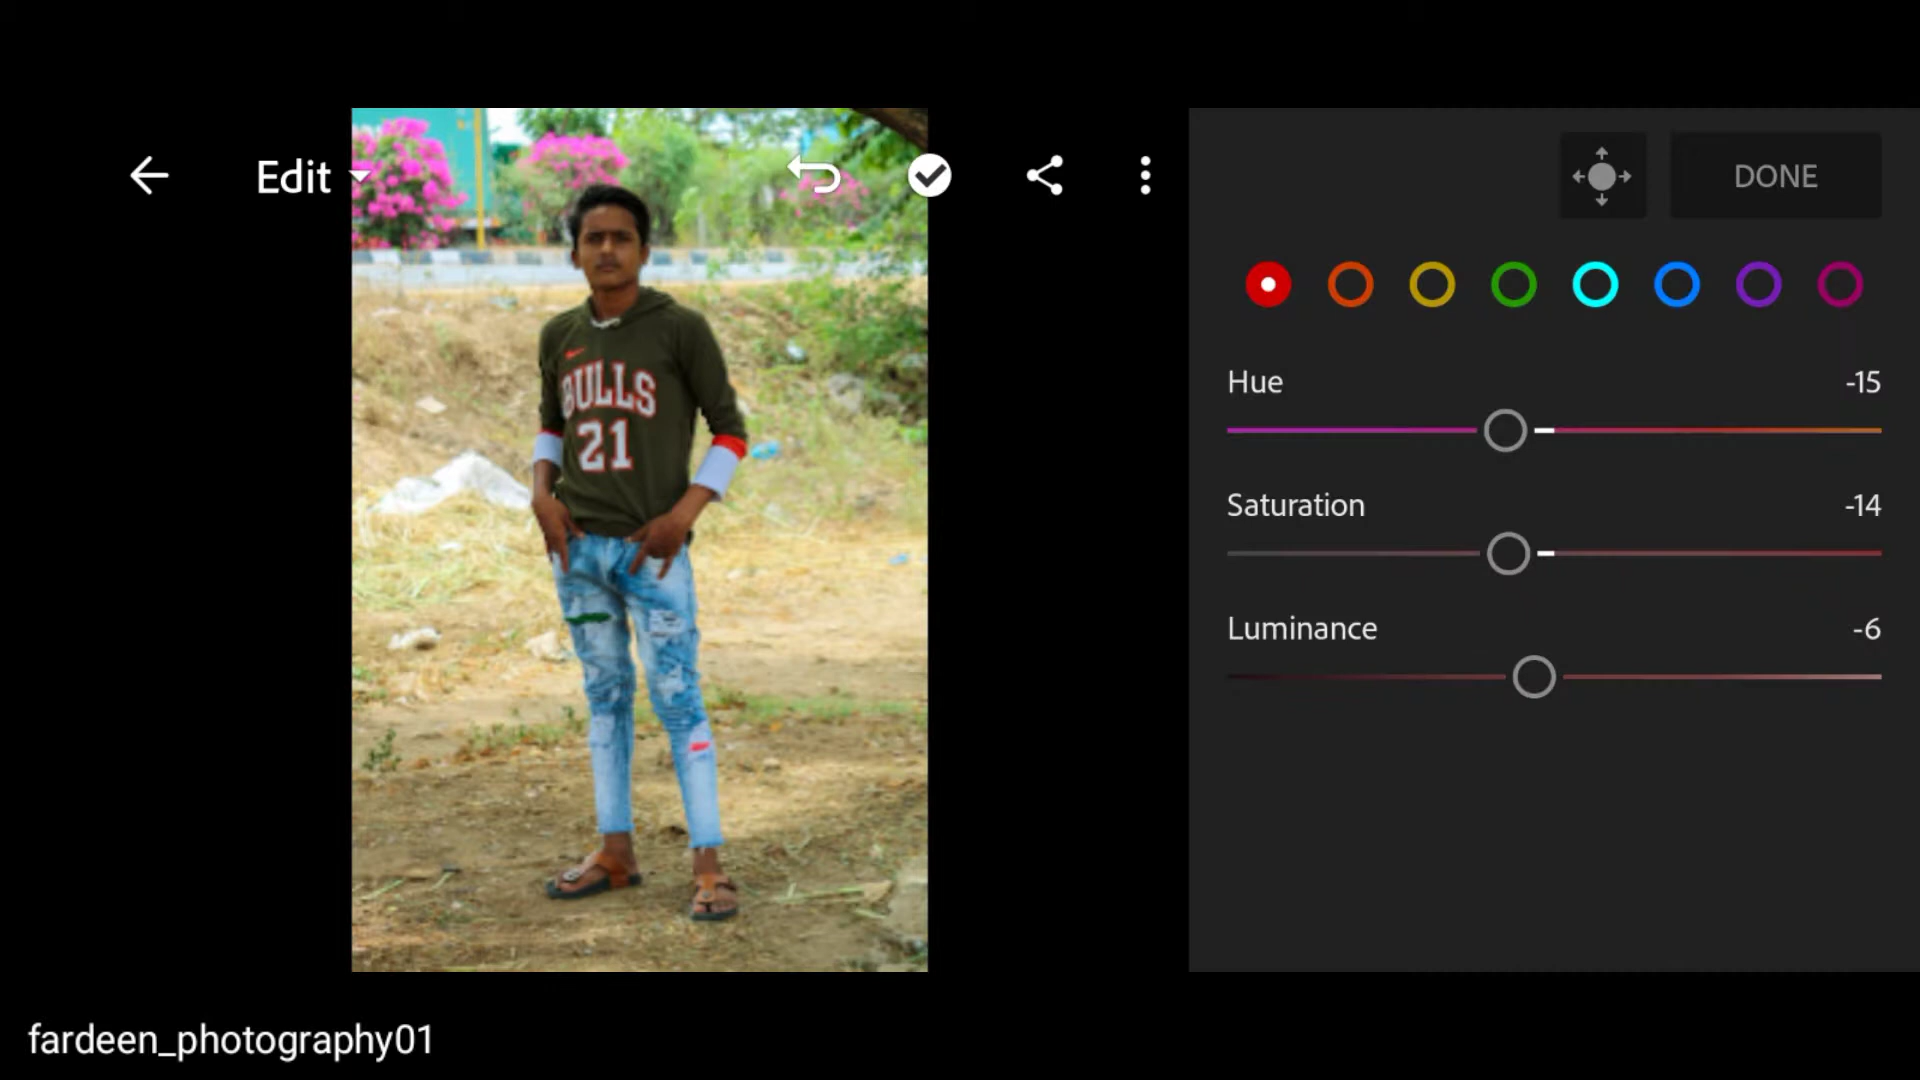 Edit
DONE
Hue -15
Saturation -14
Luminance -6
BULLS
21
fardeen_photography01